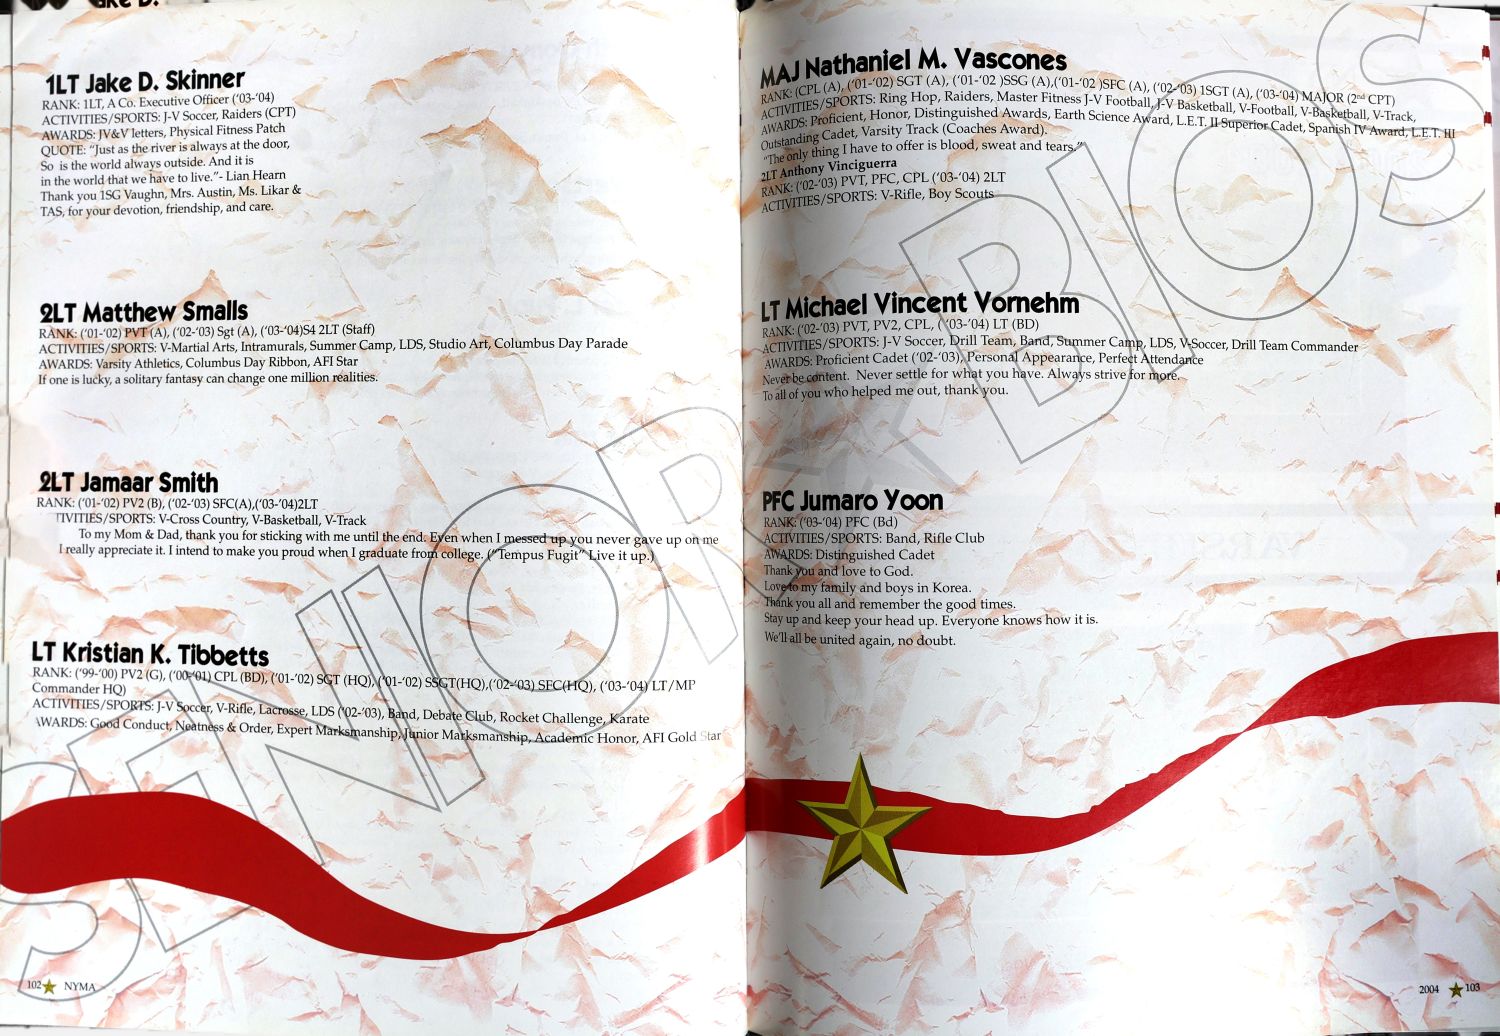 ake D.
1LT Jake D. Skinner
RANK: 1LT, A Co. Executive Officer ('03-'04)
ACTIVITIES/SPORTS: J-V Soccer, Raiders (CPT)
AWARDS: JV&V letters, Physical Fitness Patch
QUOTE: "Just as the river is always at the door,
So is the world always outside. And it is
in the world that we have to live."- Lian Hearn
Thank you 1SG Vaughn, Mrs. Austin, Ms. Likar &
TAS, for your devotion, friendship, and care.
2LT Matthew Smalls
RANK: ('01-'02) PVT (A), ('02-'03) Sgt (A), ('03-'04)S4 2LT (Staff)
ACTIVITIES/SPORTS: V-Martial Arts, Intramurals, Summer Camp, LDS, Studio Art, Columbus Day Parade
AWARDS: Varsity Athletics, Columbus Day Ribbon, AFI Star
If one is lucky, a solitary fantasy can change one million realities.
2LT Jamaar Smith
RANK: ('01-'02) PV2 (B), ('02-'03) SFC(A),('03-'04)2LT
TIVITIES/SPORTS: V-Cross Country, V-Basketball, V-Track
To my Mom & Dad, thank you for sticking with me until the end. Even when I messed up you never gave up on me
I really appreciate it. I intend to make you proud when I graduate from college. ("Tempus Fugit" Live it up.)
LT Kristian K. Tibbetts
RANK: ('99-'00) PV2 (G), ('00-'01) CPL (BD), ('01-'02) SGT (HQ), ('01-'02) SSGT(HQ),('02-'03) SFC(HQ), ('03-'04) LT/MP
Commander HQ)
ACTIVITIES/SPORTS: J-V Soccer, V-Rifle, Lacrosse, LDS ('02-'03), Band, Debate Club, Rocket Challenge, Karate
AWARDS: Good Conduct, Neatness & Order, Expert Marksmanship, Junior Marksmanship, Academic Honor, AFI Gold Star
102 NYMA
SENIOR BIOS
MAJ Nathaniel M. Vascones
RANK: (CPL (A), ('01-'02) SGT (A), ('01-'02 )SSG (A),('01-'02 )SFC (A), ('02-'03) 1SGT (A), ('03-'04) MAJOR (2nd CPT)
ACTIVITIES/SPORTS: Ring Hop, Raiders, Master Fitness J-V Football, J-V Basketball, V-Football, V-Basketball, V-Track,
AWARDS: Proficient, Honor, Distinguished Awards, Earth Science Award, L.E.T. II Superior Cadet, Spanish IV Award, L.E.T. III
Outstanding Cadet, Varsity Track (Coaches Award).
"The only thing I have to offer is blood, sweat and tears."
2LT Anthony Vinciguerra
RANK: ('02-'03) PVT, PFC, CPL ('03-'04) 2LT
ACTIVITIES/SPORTS: V-Rifle, Boy Scouts
LT Michael Vincent Vornehm
RANK: ('02-'03) PVT, PV2, CPL, ( '03-'04) LT (BD)
ACTIVITIES/SPORTS: J-V Soccer, Drill Team, Band, Summer Camp, LDS, V-Soccer, Drill Team Commander
AWARDS: Proficient Cadet ('02-'03), Personal Appearance, Perfect Attendance
Never be content. Never settle for what you have. Always strive for more.
To all of you who helped me out, thank you.
PFC Jumaro Yoon
RANK: ('03-'04) PFC (Bd)
ACTIVITIES/SPORTS: Band, Rifle Club
AWARDS: Distinguished Cadet
Thank you and love to God.
Love to my family and boys in Korea.
Thank you all and remember the good times.
Stay up and keep your head up. Everyone knows how it is.
We'll all be united again, no doubt.
2004 103